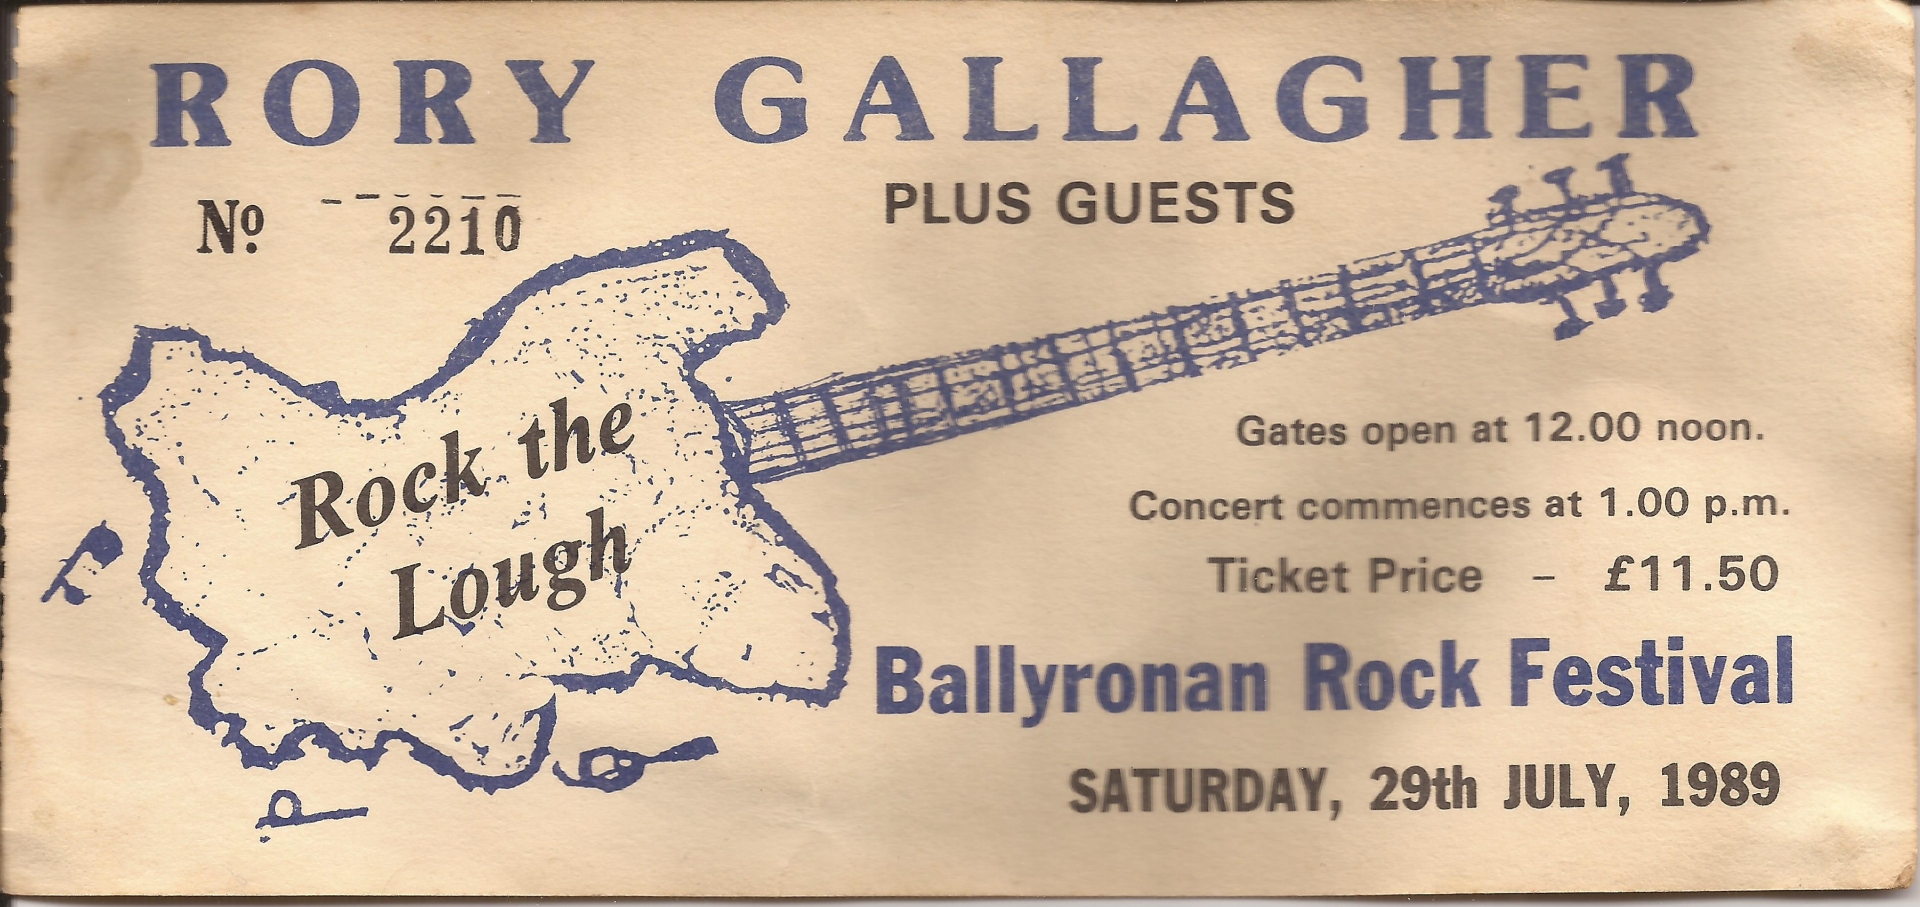 RORY GALLAGHER
Nº 2210
PLUS GUESTS
Rock the
Lough
Gates open at 12.00 noon.
Concert commences at 1.00 p.m.
Ticket Price – £11.50
Ballyronan Rock Festival
SATURDAY, 29th JULY, 1989